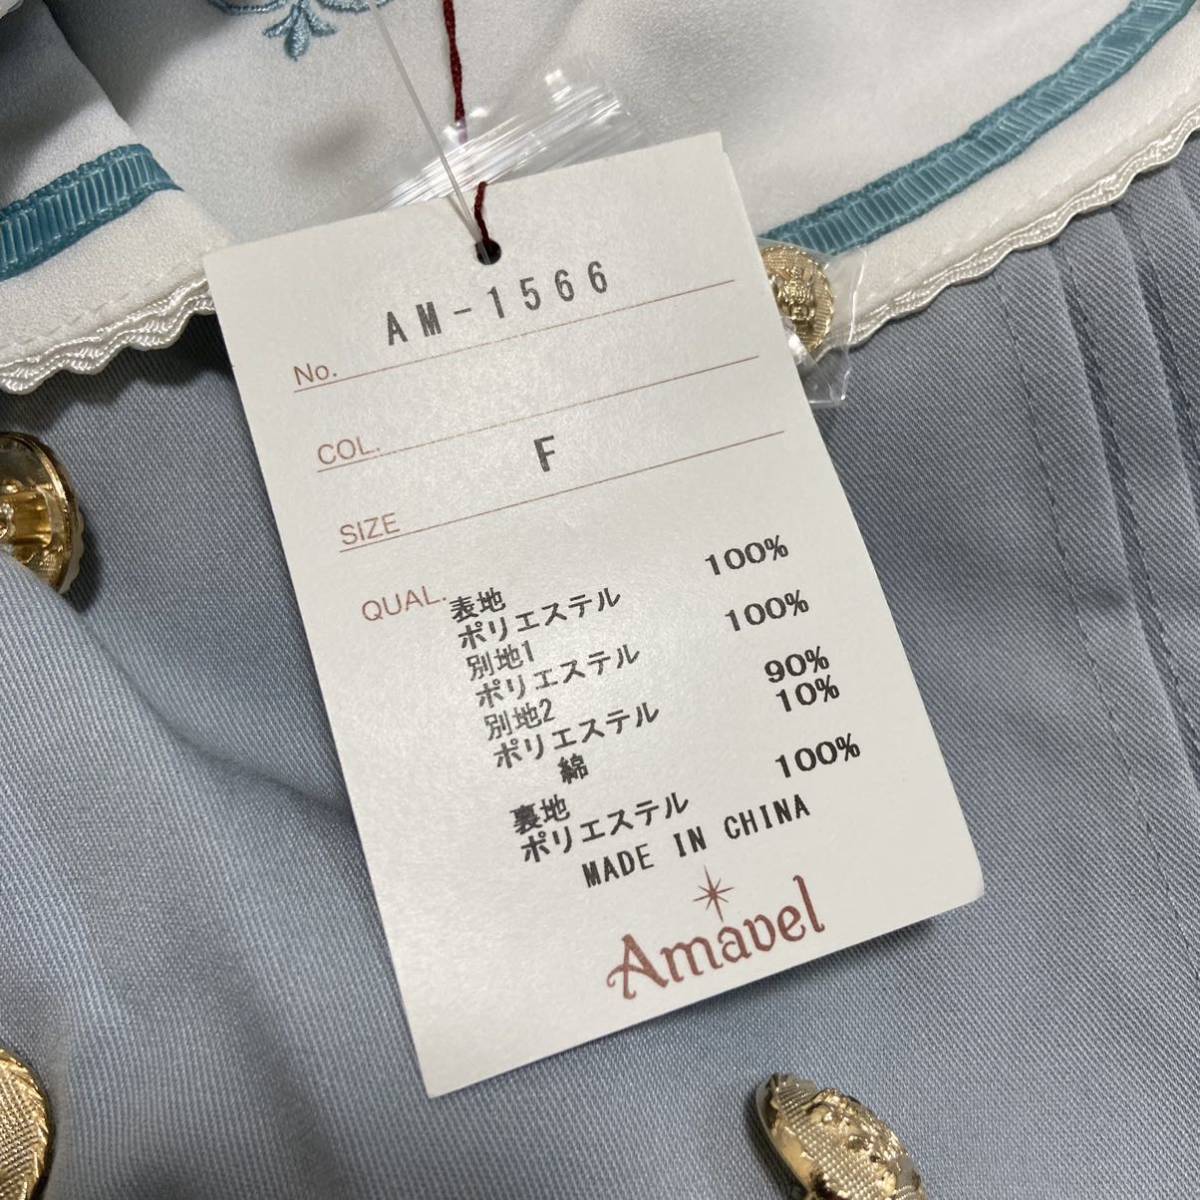 No. AM-1566
COL.
SIZE F
QUAL. 表地
ポリエステル 100%
別地1
ポリエステル 100%
別地2
ポリエステル 90%
綿 10%
裏地
ポリエステル 100%
MADE IN CHINA
Amavel